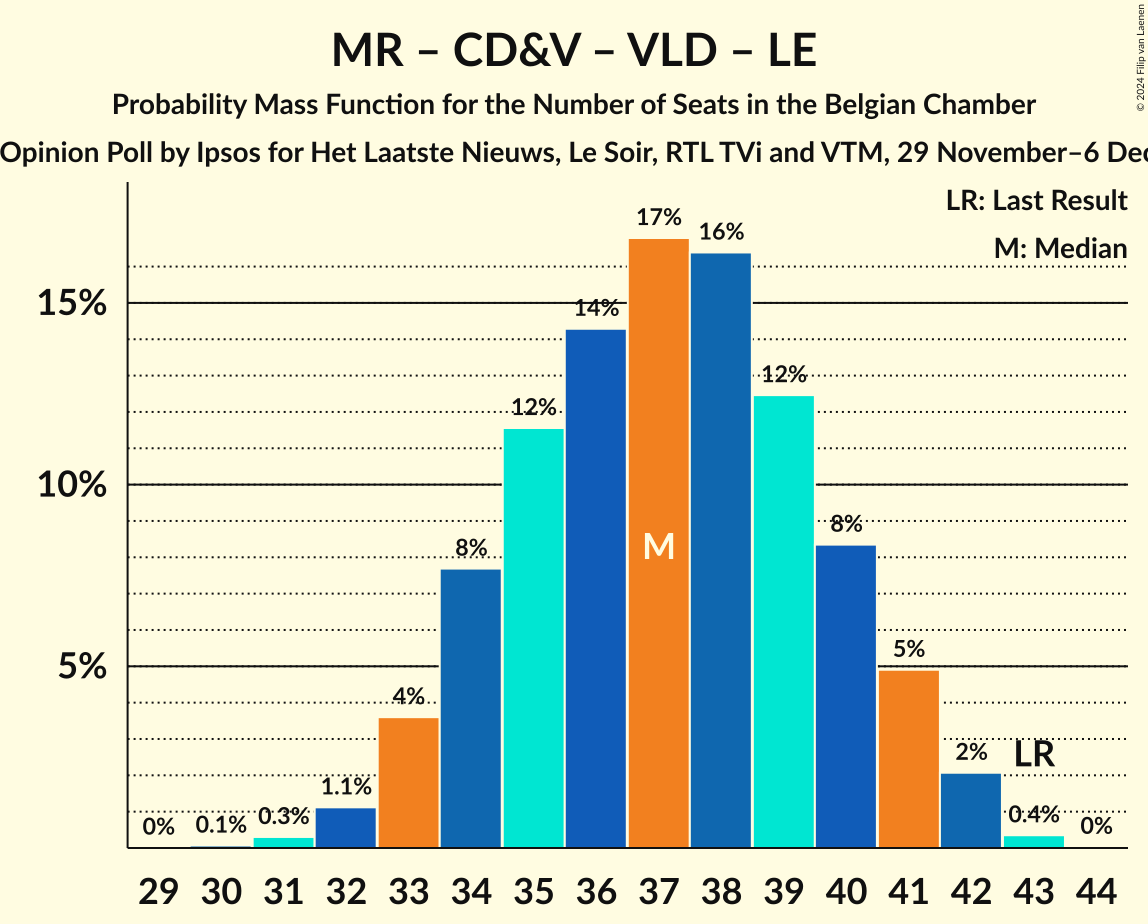 MR – CD&V – VLD – LE
Probability Mass Function for the Number of Seats in the Belgian Chamber
Opinion Poll by Ipsos for Het Laatste Nieuws, Le Soir, RTL TVi and VTM, 29 November–6 Dec
© 2024 Filip van Laenen
LR: Last Result
M: Median
17%
16%
15%
14%
12%
12%
10%
8%
M
8%
5%
5%
4%
2%
LR
1.1%
0%
0.1%
0.3%
0.4%
0%
29 30 31 32 33 34 35 36 37 38 39 40 41 42 43 44